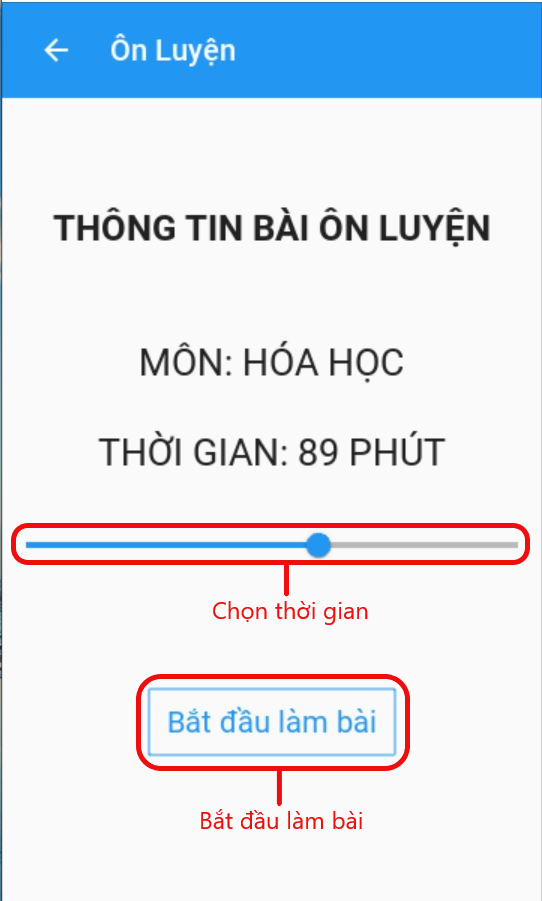 Ôn Luyện
THÔNG TIN BÀI ÔN LUYỆN
MÔN: HÓA HỌC
THỜI GIAN: 89 PHÚT
Chọn thời gian
Bắt đầu làm bài
Bắt đầu làm bài